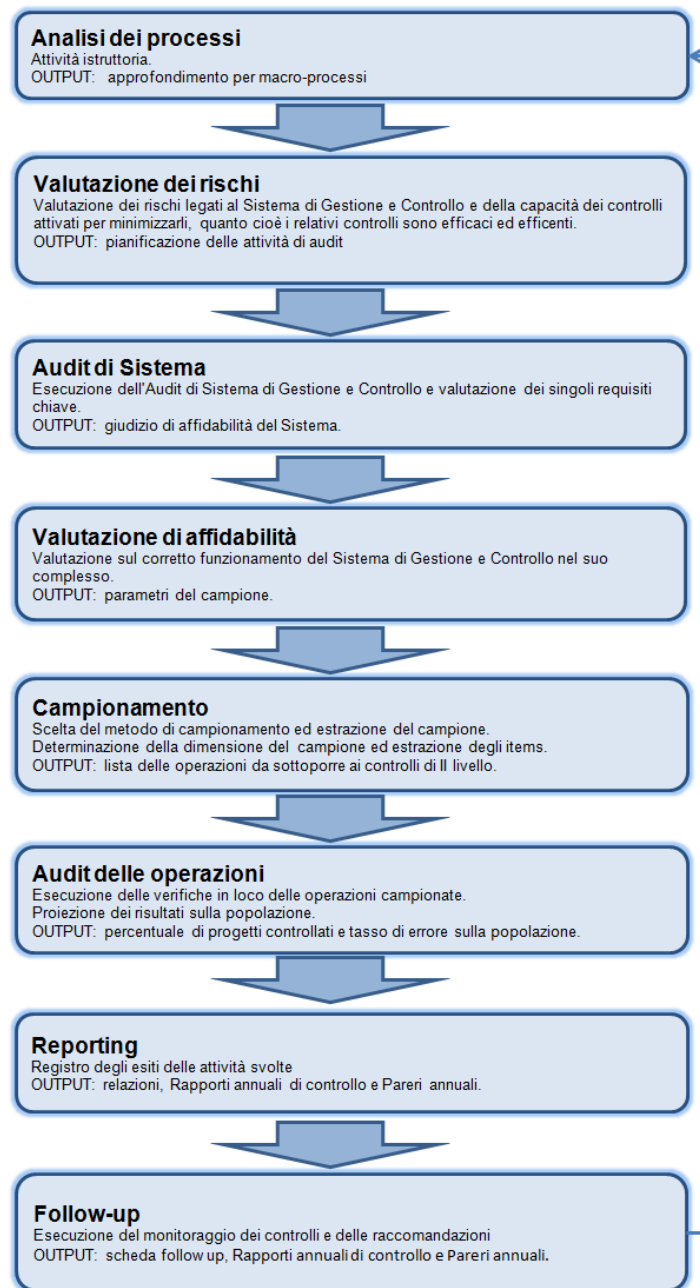 Analisi dei processi
Attività istruttoria.
OUTPUT: approfondimento per macro-processi
Valutazione dei rischi
Valutazione dei rischi legati al Sistema di Gestione e Controllo e della capacità dei controlli
attivati per minimizzarli, quanto cioè i relativi controlli sono efficaci ed efficenti.
OUTPUT: pianificazione delle attività di audit
Audit di Sistema
Esecuzione dell'Audit di Sistema di Gestione e Controllo e valutazione dei singoli requisiti
chiave.
OUTPUT: giudizio di affidabilità del Sistema.
Valutazione di affidabilità
Valutazione sul corretto funzionamento del Sistema di Gestione e Controllo nel suo
complesso.
OUTPUT: parametri del campione.
Campionamento
Scelta del metodo di campionamento ed estrazione del campione.
Determinazione della dimensione del campione ed estrazione degli items.
OUTPUT: lista delle operazioni da sottoporre ai controlli di II livello.
Audit delle operazioni
Esecuzione delle verifiche in loco delle operazioni campionate.
Proiezione dei risultati sulla popolazione.
OUTPUT: percentuale di progetti controllati e tasso di errore sulla popolazione.
Reporting
Registro degli esiti delle attività svolte
OUTPUT: relazioni, Rapporti annuali di controllo e Pareri annuali.
Follow-up
Esecuzione del monitoraggio dei controlli e delle raccomandazioni
OUTPUT: scheda follow up, Rapporti annuali di controllo e Pareri annuali.